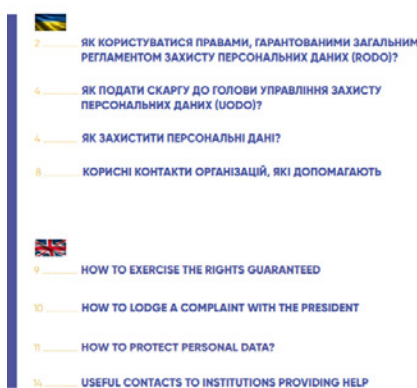 2 ЯК КОРИСТУВАТИСЯ ПРАВАМИ, ГАРАНТОВАНИМИ ЗАГАЛЬНИМ
РЕГЛАМЕНТОМ ЗАХИСТУ ПЕРСОНАЛЬНИХ ДАНИХ (RODO)?
4 ЯК ПОДАТИ СКАРГУ ДО ГОЛОВИ УПРАВЛІННЯ ЗАХИСТУ
ПЕРСОНАЛЬНИХ ДАНИХ (UODO)?
4 ЯК ЗАХИСТИТИ ПЕРСОНАЛЬНІ ДАНІ?
8 КОРИСНІ КОНТАКТИ ОРГАНІЗАЦІЙ, ЯКІ ДОПОМАГАЮТЬ
9 HOW TO EXERCISE THE RIGHTS GUARANTEED
10 HOW TO LODGE A COMPLAINT WITH THE PRESIDENT
11 HOW TO PROTECT PERSONAL DATA?
14 USEFUL CONTACTS TO INSTITUTIONS PROVIDING HELP